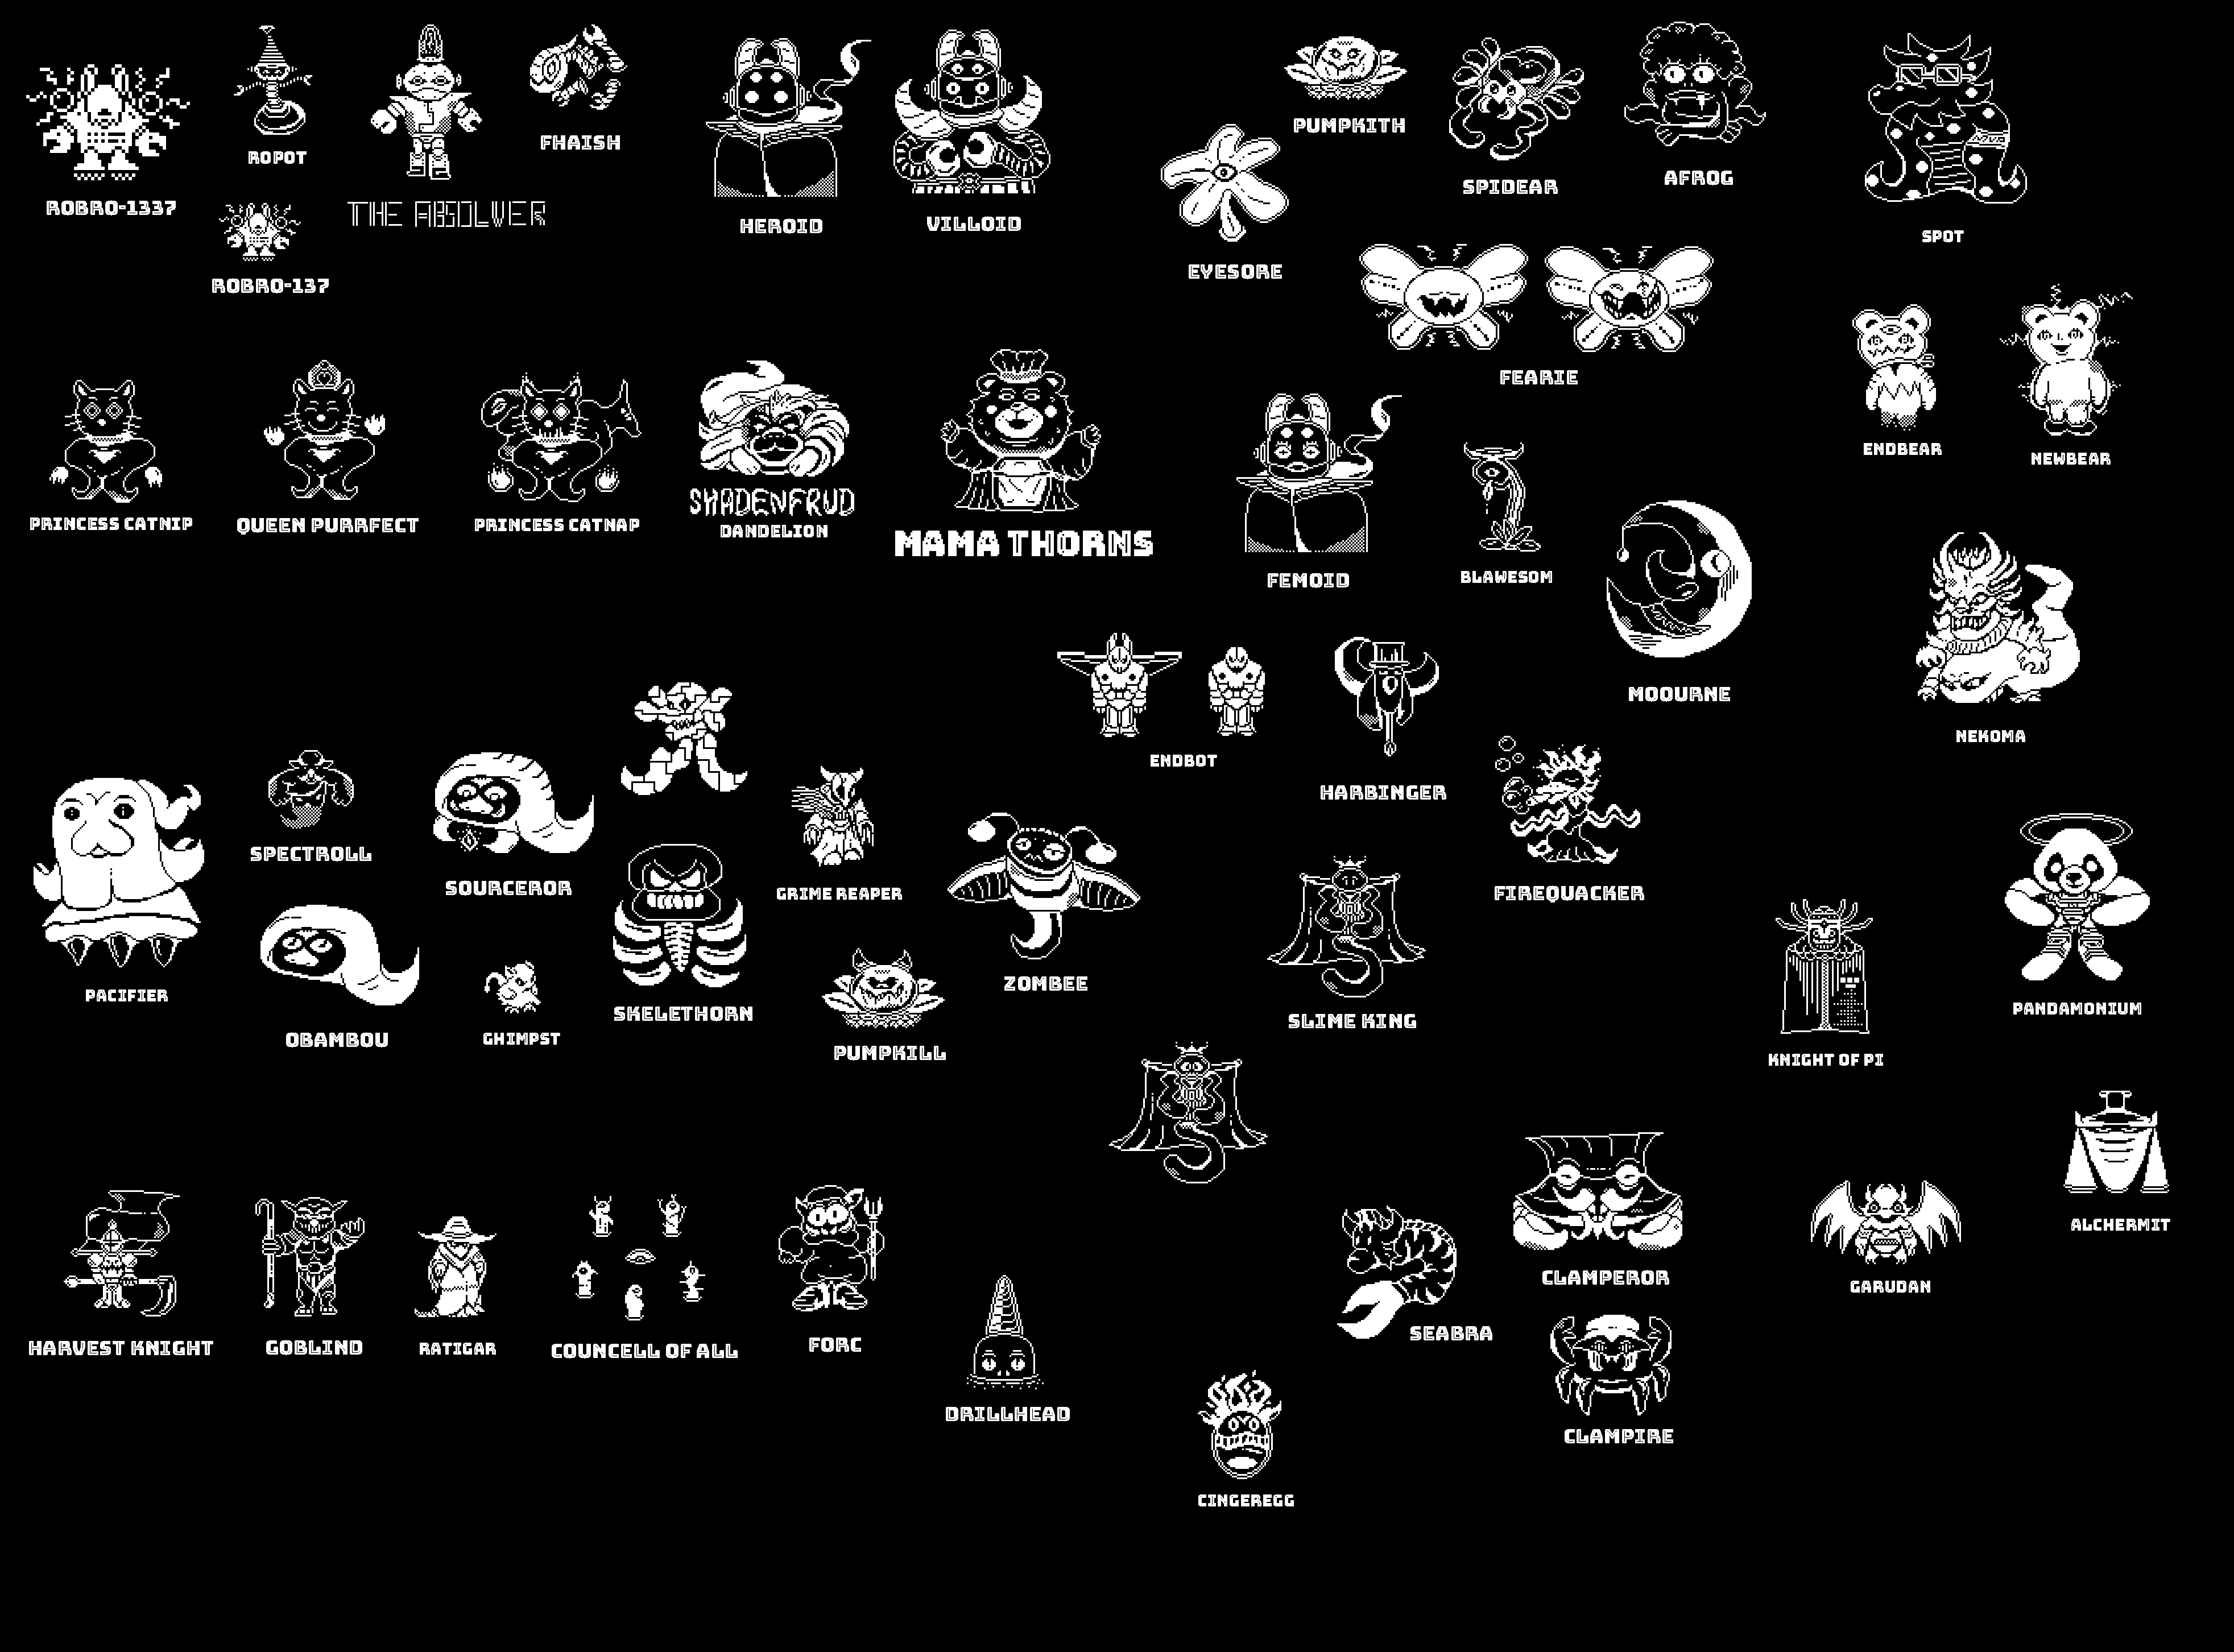 ROBRO-1337
ROPOT
ROBRO-137
THE ABSOLVER
FHAISH
HEROID
VILLOID
EYESORE
PUMPKITH
SPIDEAR
AFROG
SPOT
FEARIE
ENDBEAR
NEWBEAR
PRINCESS CATNIP
QUEEN PURRFECT
PRINCESS CATNAP
SHADENFRUD
DANDELION
MAMA THORNS
FEMOID
BLAWESOM
MOOURNE
NEKOMA
ENDBOT
HARBINGER
PACIFIER
SPECTROLL
SOURCEROR
OBAMBOU
GHIMPST
SKELETHORN
GRIME REAPER
PUMPKILL
ZOMBEE
SLIME KING
FIREQUACKER
KNIGHT OF PI
PANDAMONIUM
ALCHERMIT
HARVEST KNIGHT
GOBLIND
RATIGAR
COUNCELL OF ALL
FORC
DRILLHEAD
CINGEREGG
SEABRA
CLAMPEROR
CLAMPIRE
GARUDAN